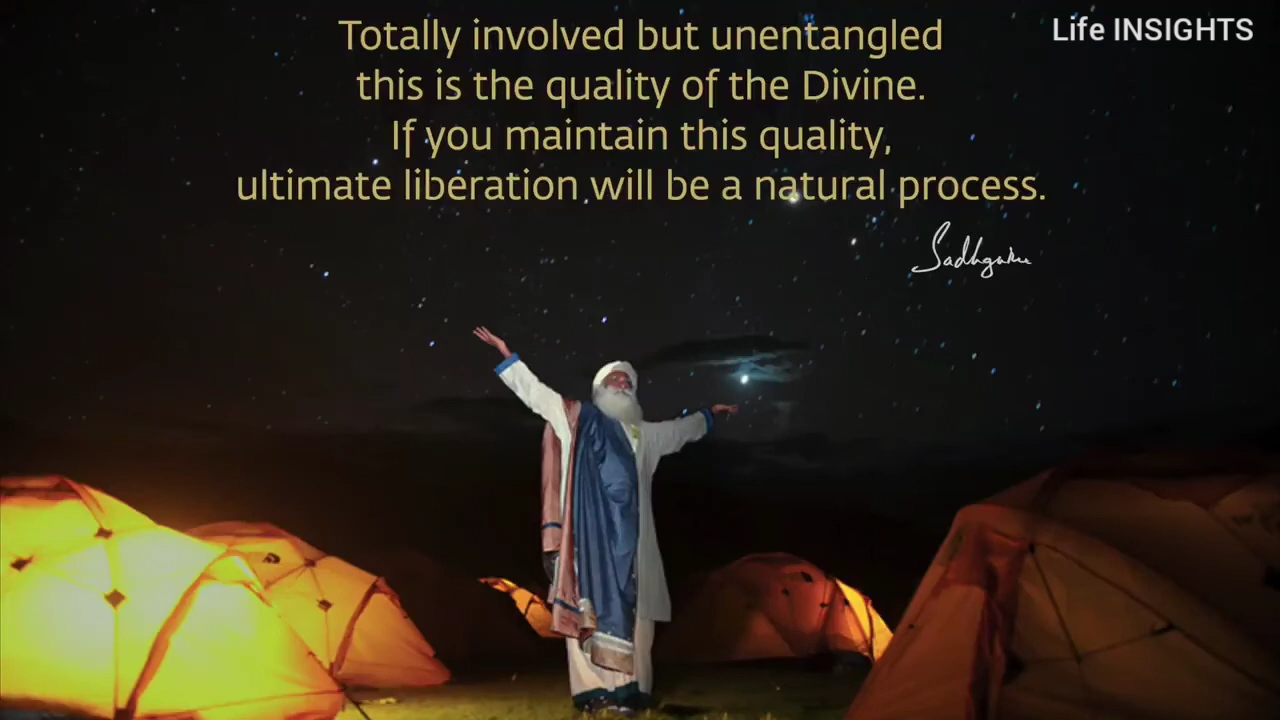 Life INSIGHTS
Totally involved but unentangled
this is the quality of the Divine.
If you maintain this quality,
ultimate liberation will be a natural process.
Sadhguru